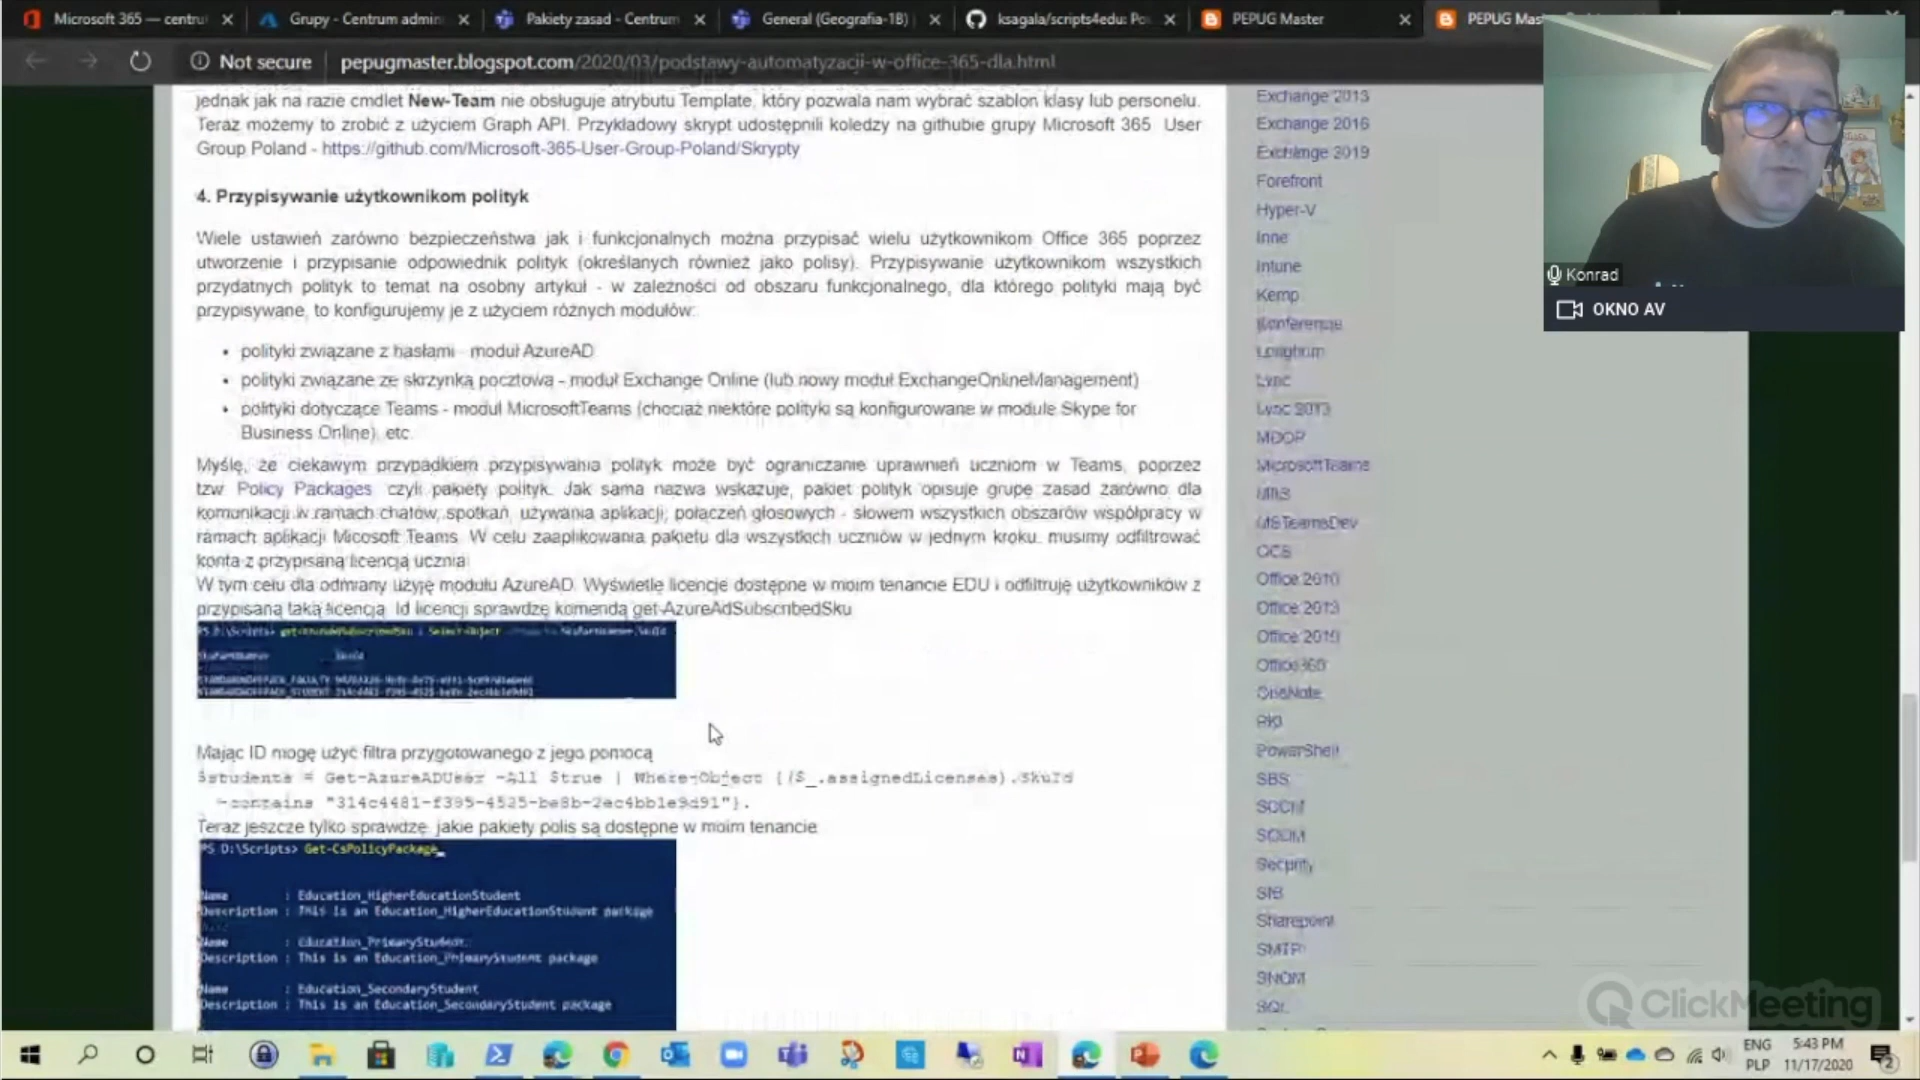 Microsoft 365 — centru
Grupy - Centrum admin
Pakiety zasad - Centrum
General (Geografia-1B)
ksagala/scripts4edu: Po
PEPUG Master
PEPUG Mas
Not secure
pepugmaster.blogspot.com/2020/03/podstawy-automatyzacji-w-office-365-dla.html
jednak jak na razie cmdlet New-Team nie obsługuje atrybutu Template, który pozwala nam wybrać szablon klasy lub personelu.
Teraz możemy to zrobić z użyciem Graph API. Przykładowy skrypt udostępnili koledzy na githubie grupy Microsoft 365 User
Group Poland - https://github.com/Microsoft-365-User-Group-Poland/Skrypty
4. Przypisywanie użytkownikom polityk
Wiele ustawień zarówno bezpieczeństwa jak i funkcjonalnych można przypisać wielu użytkownikom Office 365 poprzez
utworzenie i przypisanie odpowiednik polityk (określanych również jako polisy). Przypisywanie użytkownikom wszystkich
przydatnych polityk to temat na osobny artykuł - w zależności od obszaru funkcjonalnego, dla którego polityki mają być
przypisywane, to konfigurujemy je z użyciem różnych modułów:
• polityki związane z hasłami - moduł AzureAD
• polityki związane ze skrzynką pocztową - moduł Exchange Online (lub nowy moduł ExchangeOnlineManagement)
• polityki dotyczące Teams - moduł MicrosoftTeams (chociaż niektóre polityki są konfigurowane w module Skype for
Business Online), etc.
Myślę, że ciekawym przypadkiem przypisywania polityk może być ograniczanie uprawnień uczniom w Teams, poprzez
tzw Policy Packages czyli pakiety polityk. Jak sama nazwa wskazuje, pakiet polityk opisuje grupę zasad zarówno dla
komunikacji w ramach chatów, spotkań, używania aplikacji, połączeń głosowych - słowem wszystkich obszarów współpracy w
ramach aplikacji Micosoft Teams. W celu zaaplikowania pakietu dla wszystkich uczniów w jednym kroku, musimy odfiltrować
konta z przypisaną licencją ucznia
W tym celu dla odmiany użyję modułu AzureAD. Wyświetlę licencje dostępne w moim tenancie EDU i odfiltruję użytkowników z
przypisaną taką licencją. Id licencji sprawdzę komendą get-AzureAdSubscribedSku
PS D:\Scripts> get-AzureAdSubscribedSku | Select-Object
Mając ID mogę użyć filtra przygotowanego z jego pomocą
$students = Get-AzureADUser -All $true | Where-Object {($_.assignedLicenses).SkuId
-contains "314c4481-f395-4525-be8b-2ec4bb1e9d91"}.
Teraz jeszcze tylko sprawdzę, jakie pakiety polis są dostępne w moim tenancie
PS D:\Scripts> Get-CsPolicyPackage
Name : Education_HigherEducationStudent
Description : This is an Education_HigherEducationStudent package
Name : Education_PrimaryStudent
Description : This is an Education_PrimaryStudent package
Name : Education_SecondaryStudent
Description : This is an Education_SecondaryStudent package
Exchange 2013
Exchange 2016
Exchange 2019
Forefront
Hyper-V
Inne
Intune
Kemp
Konferencje
Longhorn
Lync
Lync 2013
MDOP
MicrosoftTeams
MSTeamsDev
OCS
Office 2010
Office 2013
Office 2019
Office360
OneNote
PKI
PowerShell
SBS
SCOM
Security
SIB
Sharepoint
SMTP
SNOM
SQL
Konrad
OKNO AV
ClickMeeting
ENG
PLP
5:43 PM
11/17/2020
2